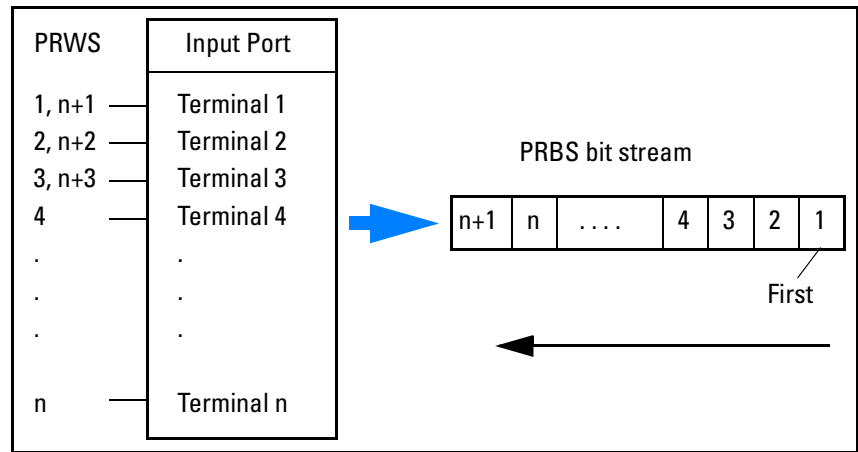 PRWS
Input Port
1, n+1
Terminal 1
2, n+2
Terminal 2
3, n+3
Terminal 3
4
Terminal 4
.
.
.
.
.
.
n
Terminal n
PRBS bit stream
n+1 n .... 4 3 2 1
First